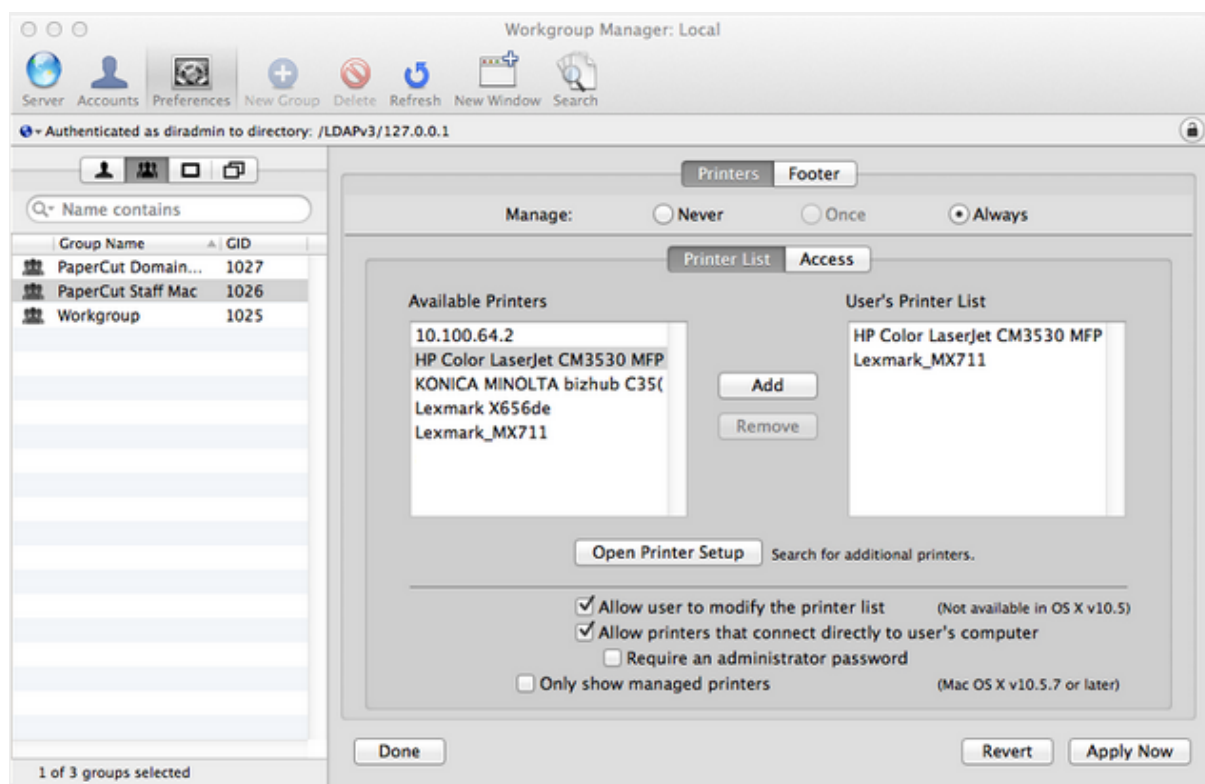 Workgroup Manager: Local
Server Accounts Preferences New Group Delete Refresh New Window Search
Authenticated as diradmin to directory: /LDAPv3/127.0.0.1
Name contains
Group Name GID
PaperCut Domain... 1027
PaperCut Staff Mac 1026
Workgroup 1025
1 of 3 groups selected
Printers Footer
Manage: Never Once Always
Printer List Access
Available Printers
10.100.64.2
HP Color LaserJet CM3530 MFP
KONICA MINOLTA bizhub C35(
Lexmark X656de
Lexmark_MX711
Add
Remove
User's Printer List
HP Color LaserJet CM3530 MFP
Lexmark_MX711
Open Printer Setup Search for additional printers.
Allow user to modify the printer list (Not available in OS X v10.5)
Allow printers that connect directly to user's computer
Require an administrator password
Only show managed printers (Mac OS X v10.5.7 or later)
Done Revert Apply Now